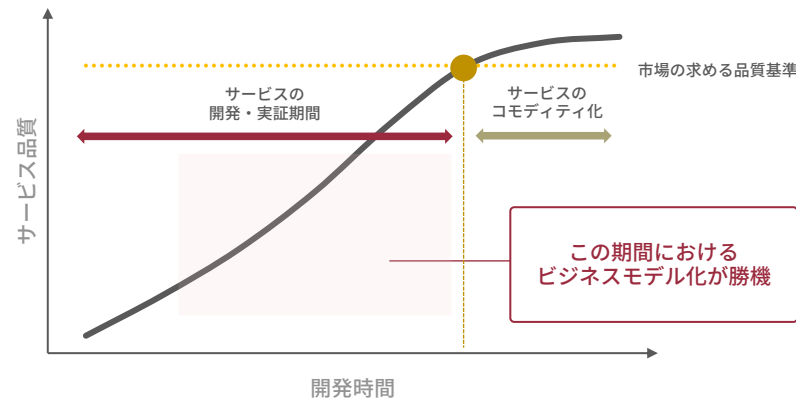 市場の求める品質基準
サービスの
開発・実証期間
サービスの
コモディティ化
サービス品質
この期間における
ビジネスモデル化が勝機
開発時間